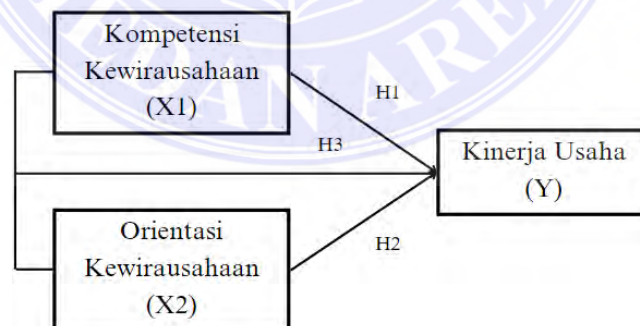 Kompetensi
Kewirausahaan
(X1)
H1
H3
Kinerja Usaha
(Y)
Orientasi
Kewirausahaan
(X2)
H2